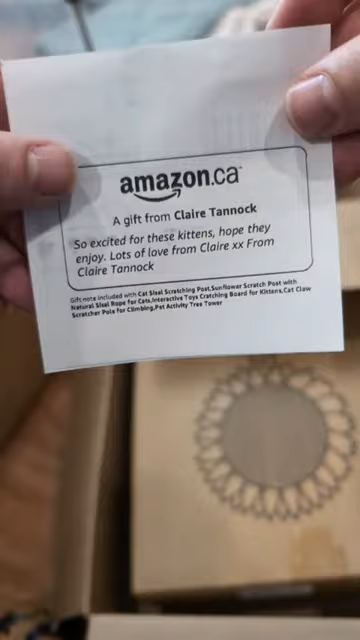 amazon.ca
A gift from Claire Tannock
So excited for these kittens, hope they
enjoy. Lots of love from Claire xx From
Claire Tannock
Gift note included with Cat Sisal Scratching Post,Sunflower Scratch Post with
Natural Sisal Rope for Cats,Interactive Toys Cratching Board for Kittens,Cat Claw
Scratcher Pole for Climbing,Pet Activity Tree Tower